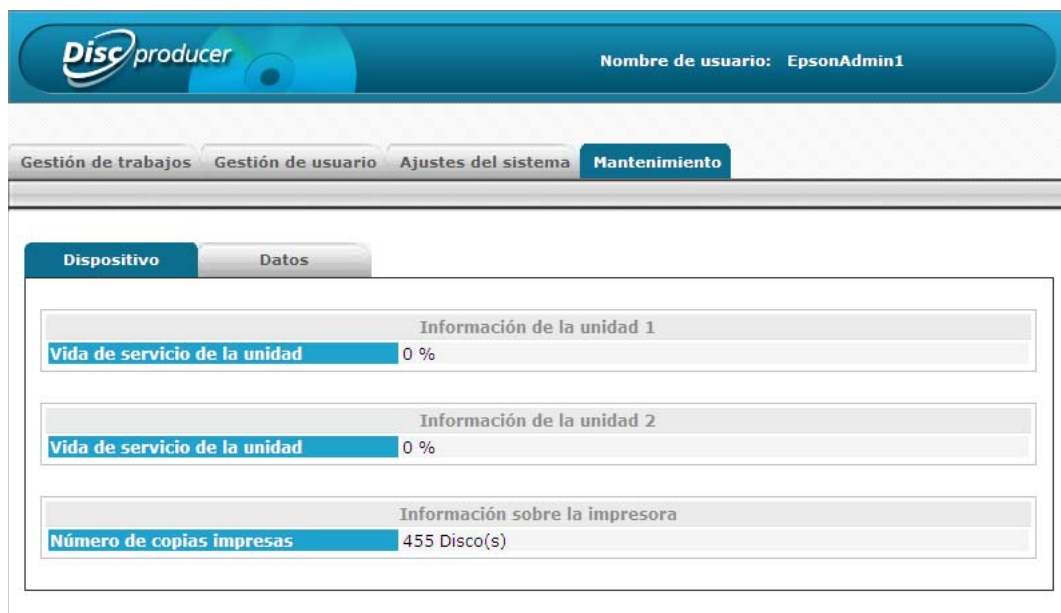 Disc producer
Nombre de usuario: EpsonAdmin1
Gestión de trabajos Gestión de usuario Ajustes del sistema Mantenimiento
Dispositivo Datos
Información de la unidad 1
Vida de servicio de la unidad 0 %
Información de la unidad 2
Vida de servicio de la unidad 0 %
Información sobre la impresora
Número de copias impresas 455 Disco(s)